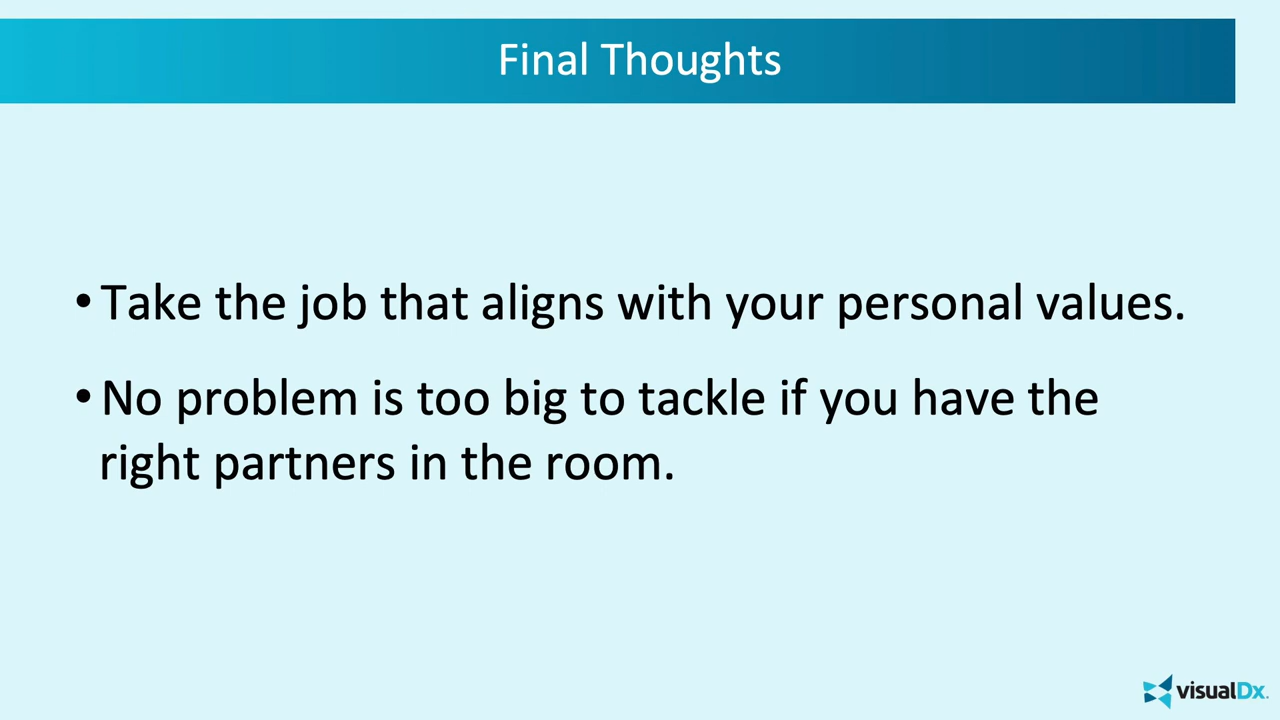 Final Thoughts
• Take the job that aligns with your personal values.
• No problem is too big to tackle if you have the
right partners in the room.
visualDx.